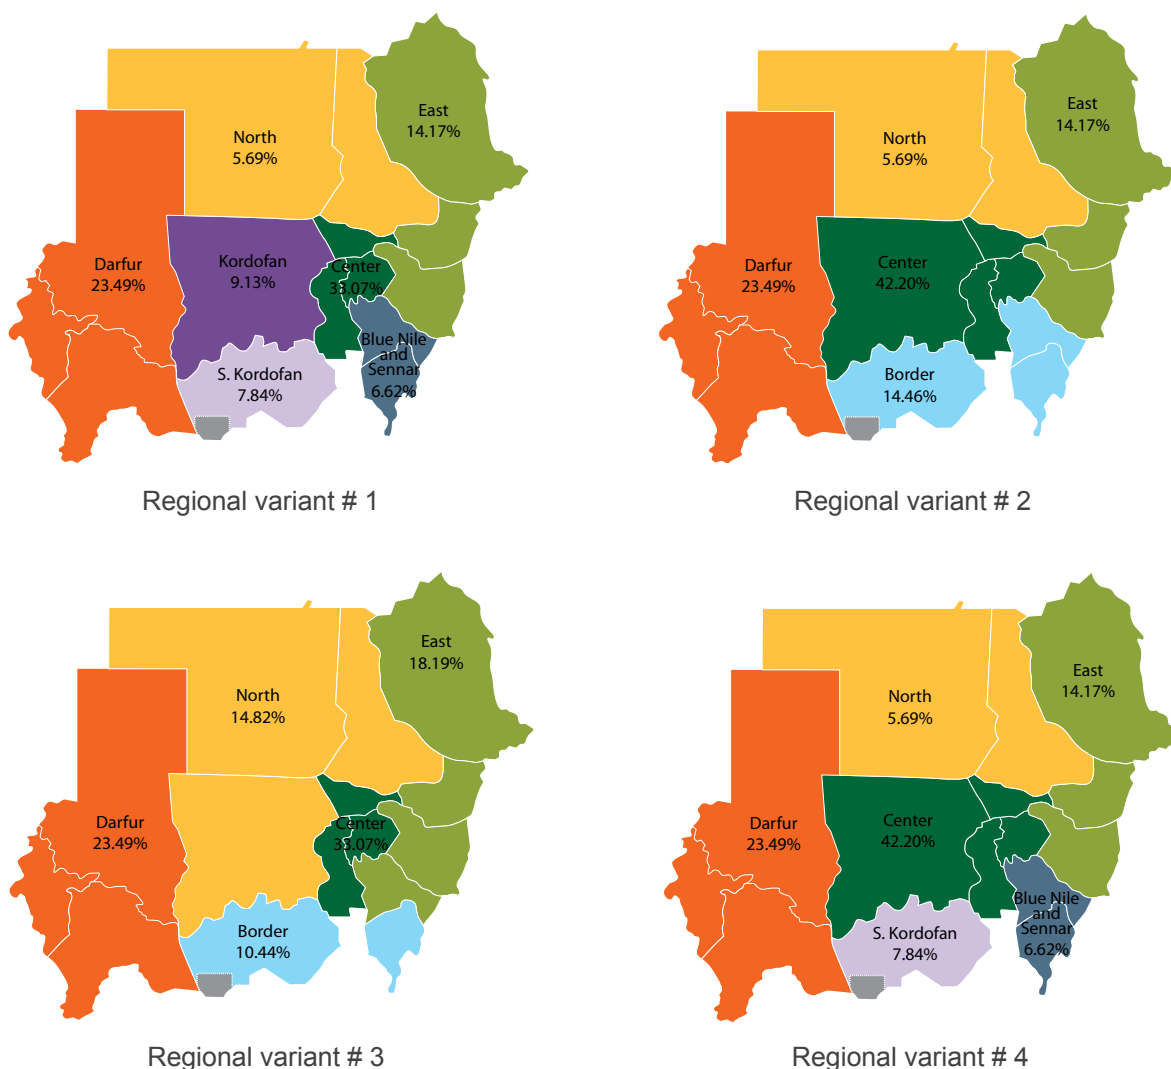 East
14.17%
North
5.69%
Darfur
23.49%
Kordofan
9.13%
Center
33.07%
Blue Nile
and
Sennar
6.62%
S. Kordofan
7.84%
Regional variant # 1
East
14.17%
North
5.69%
Darfur
23.49%
Center
42.20%
Border
14.46%
Regional variant # 2
East
18.19%
North
14.82%
Darfur
23.49%
Center
33.07%
Border
10.44%
Regional variant # 3
East
14.17%
North
5.69%
Darfur
23.49%
Center
42.20%
Blue Nile
and
Sennar
6.62%
S. Kordofan
7.84%
Regional variant # 4